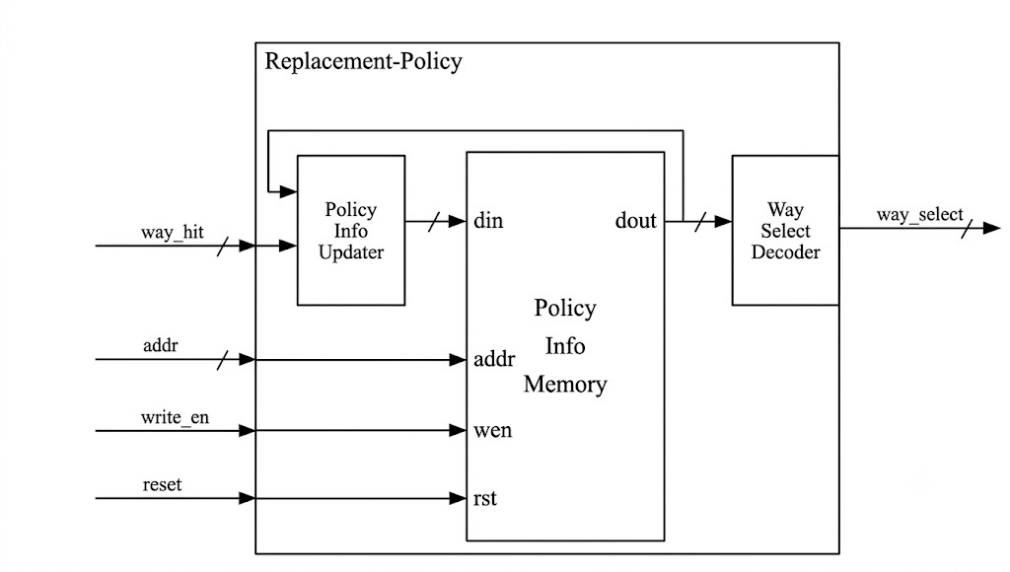 Replacement-Policy
Policy
Info
Updater
din
dout
Way
Select
Decoder
way_hit
way_select
Policy
Info
Memory
addr
addr
write_en
wen
reset
rst